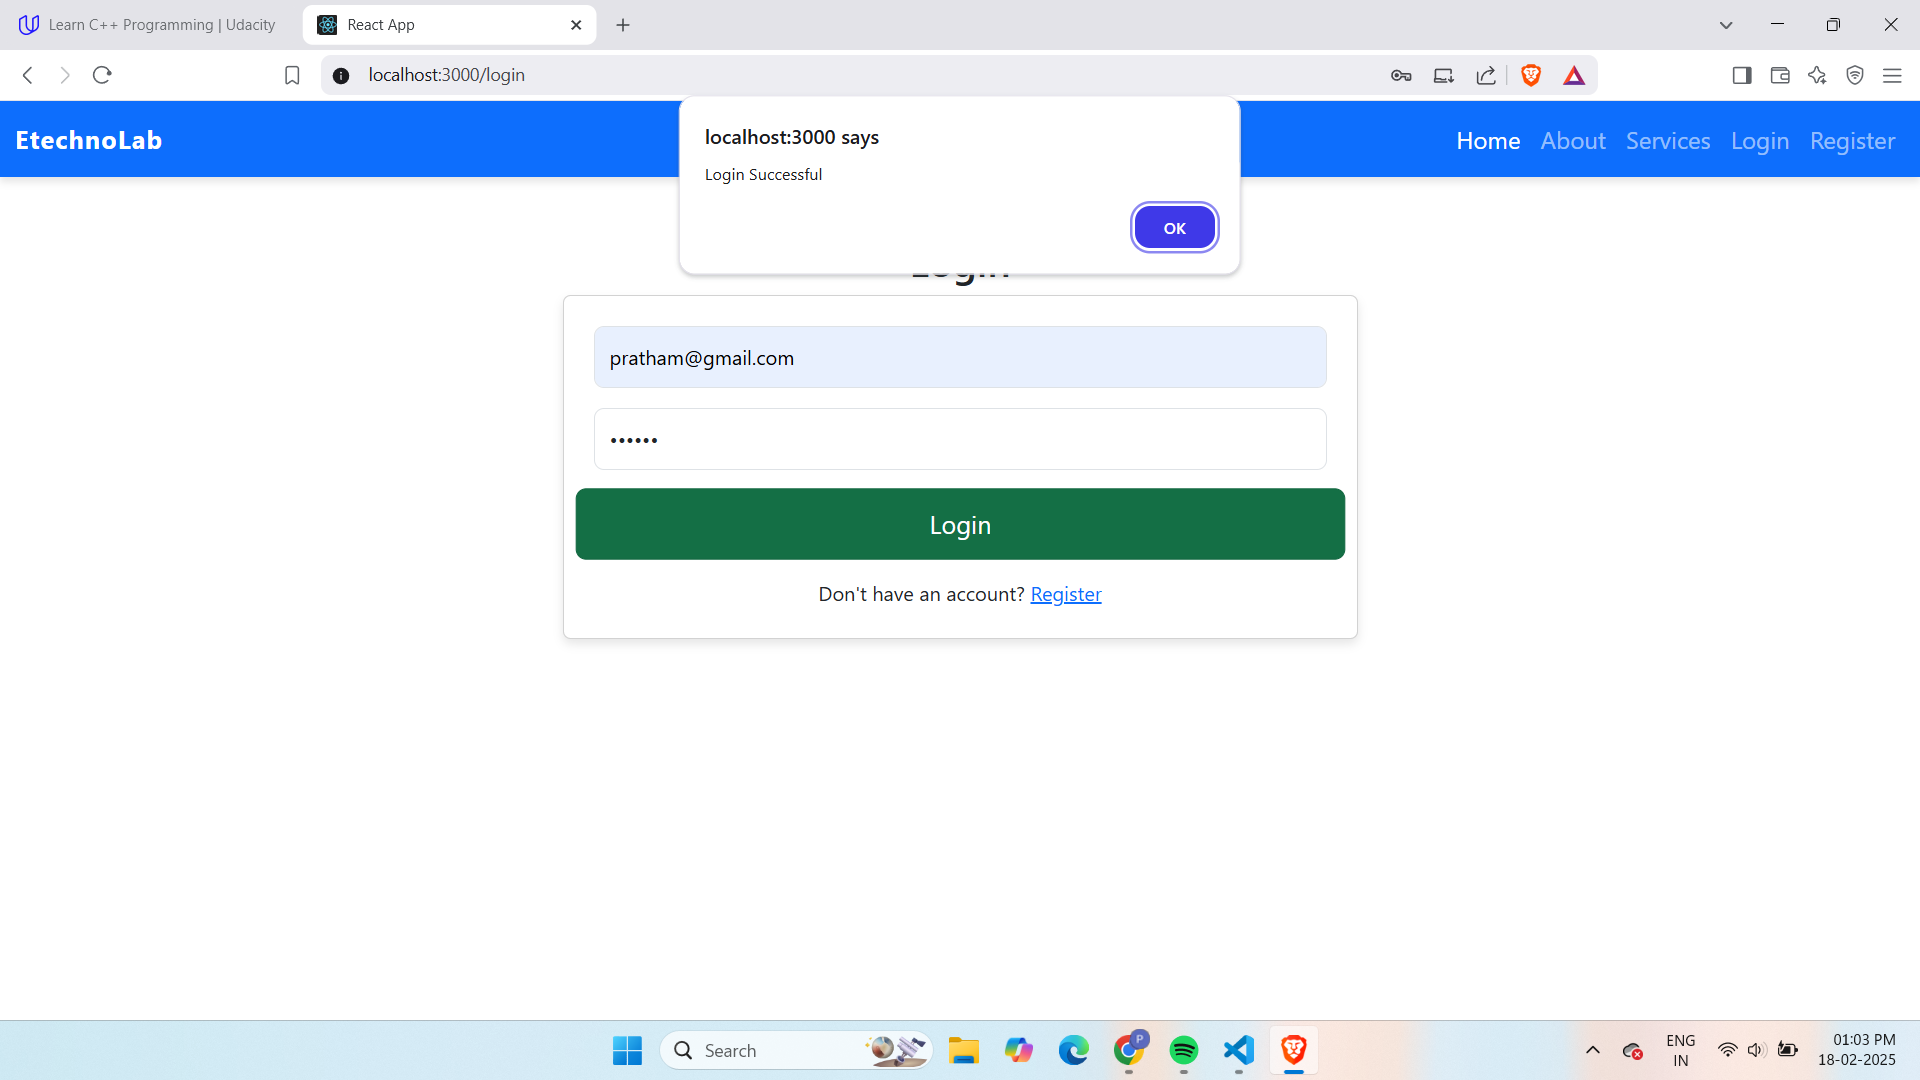 Learn C++ Programming | Udacity
React App
localhost:3000/login
EtechnoLab
Home About Services Login Register
localhost:3000 says
Login Successful
OK
Login
pratham@gmail.com
••••••
Login
Don't have an account? Register
Search
P
ENG
IN
01:03 PM
18-02-2025